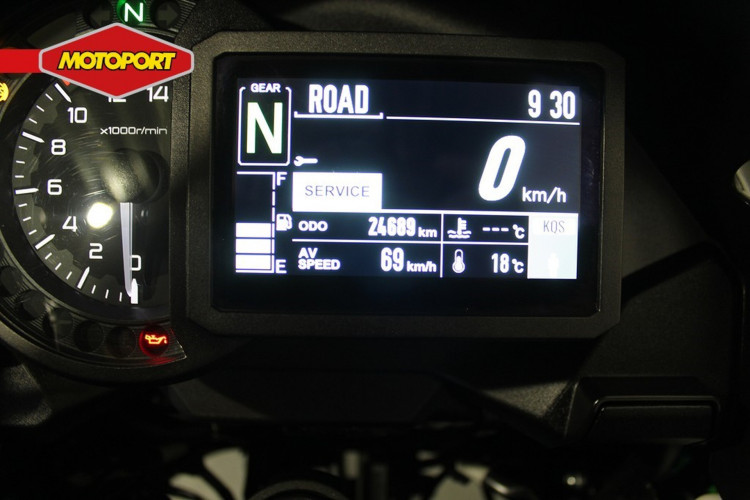 N
MOTOPORT
GEAR
N
ROAD
9 30
0 km/h
SERVICE
F
E
ODO 24689 km
--- °C
KQS
AV SPEED 69 km/h
18 °C
14
12
10
x1000r/min
8
6
4
2
0